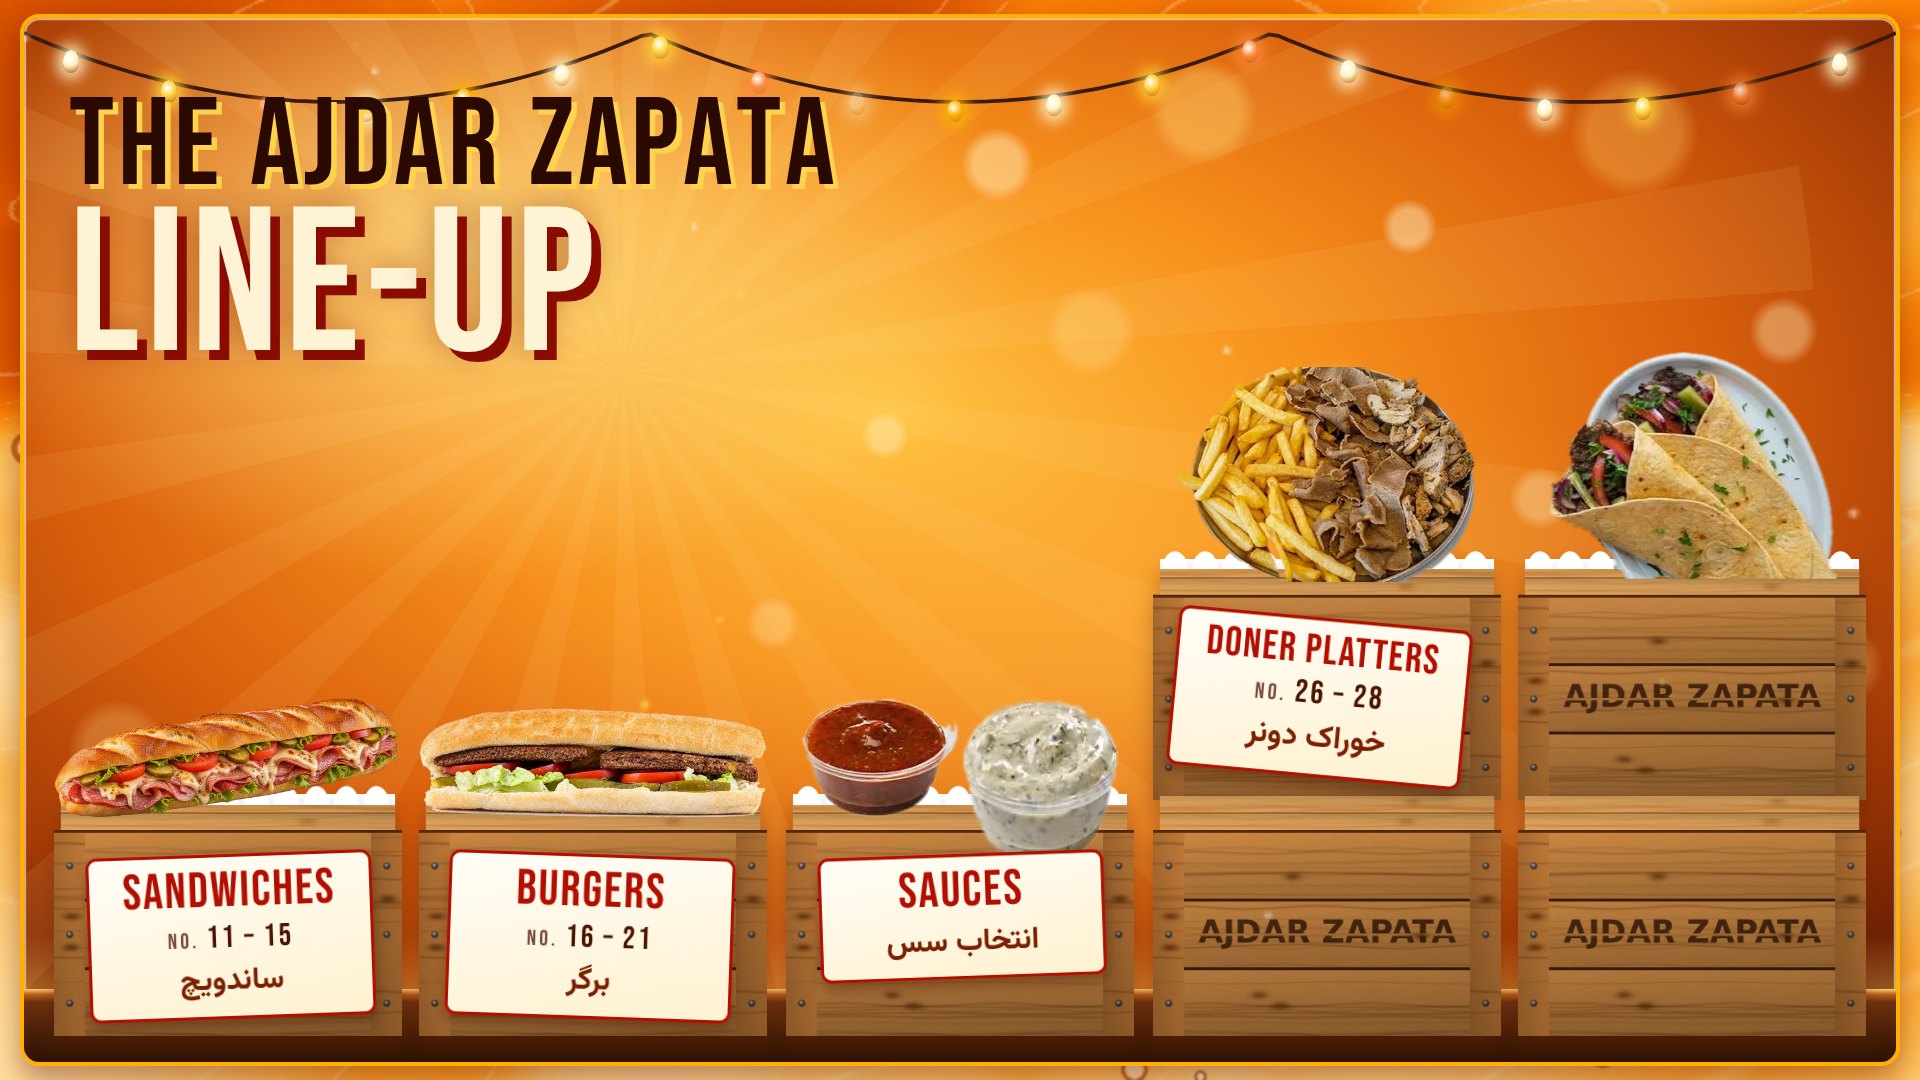 THE AJDAR ZAPATA
LINE-UP
SANDWICHES
NO. 11 – 15
ساندویچ
BURGERS
NO. 16 – 21
برگر
SAUCES
انتخاب سس
DONER PLATTERS
NO. 26 – 28
خوراک دونر
AJDAR ZAPATA
AJDAR ZAPATA
AJDAR ZAPATA